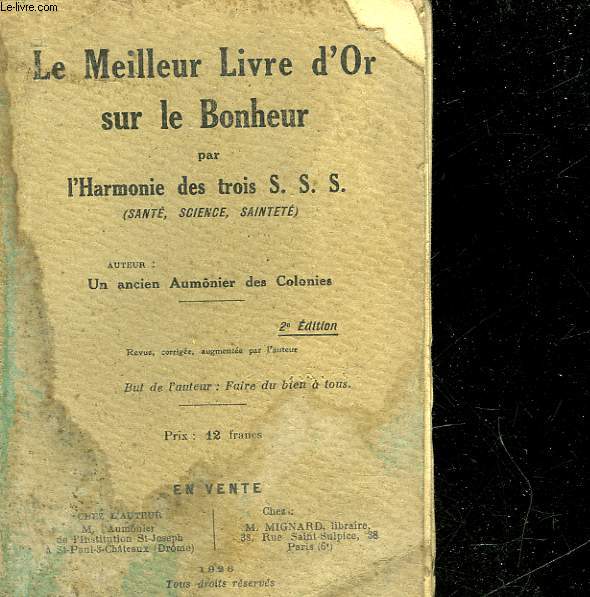 Le-livre.com
Le Meilleur Livre d'Or
sur le Bonheur
par
l'Harmonie des trois S. S. S.
(SANTÉ, SCIENCE, SAINTETÉ)
AUTEUR :
Un ancien Aumônier des Colonies
2e Édition
Revue, corrigée, augmentée par l'auteur
But de l'auteur : Faire du bien à tous.
Prix : 12 francs
EN VENTE
CHEZ L'AUTEUR
M. l'Aumônier
de l'Institution St-Joseph
à St-Paul-3-Châteaux (Drôme)
Chez :
M. MIGNARD, libraire,
38, Rue Saint-Sulpice, 38
Paris (6e)
1926
Tous droits réservés